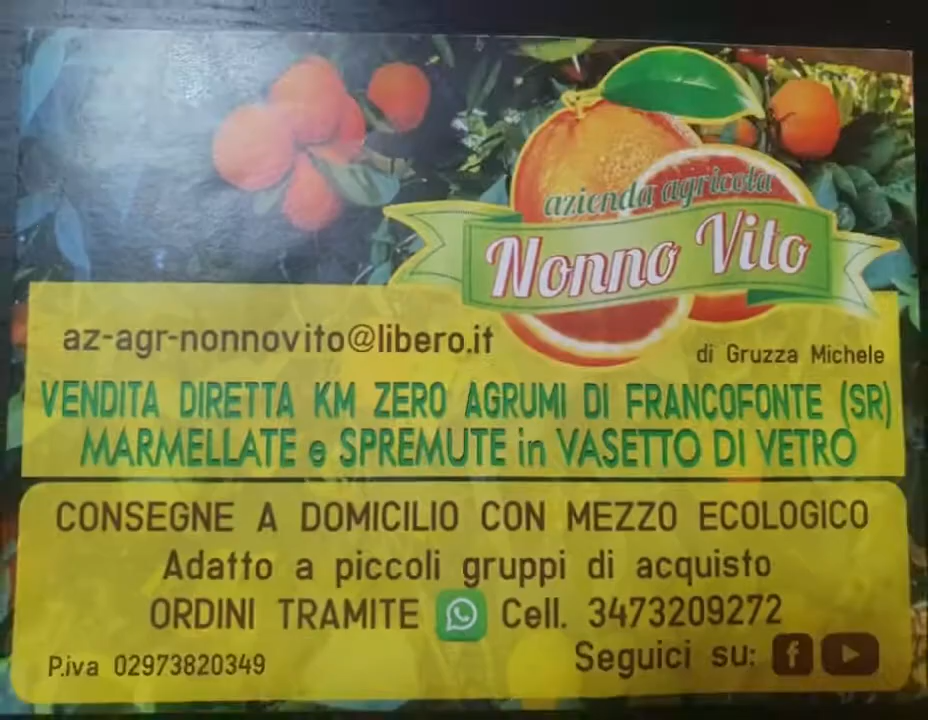 azienda agricola
Nonno Vito
az-agr-nonnovito@libero.it
di Gruzza Michele
VENDITA DIRETTA KM ZERO AGRUMI DI FRANCOFONTE (SR)
MARMELLATE e SPREMUTE in VASETTO DI VETRO
CONSEGNE A DOMICILIO CON MEZZO ECOLOGICO
Adatto a piccoli gruppi di acquisto
ORDINI TRAMITE Cell. 3473209272
P.iva 02973820349
Seguici su: